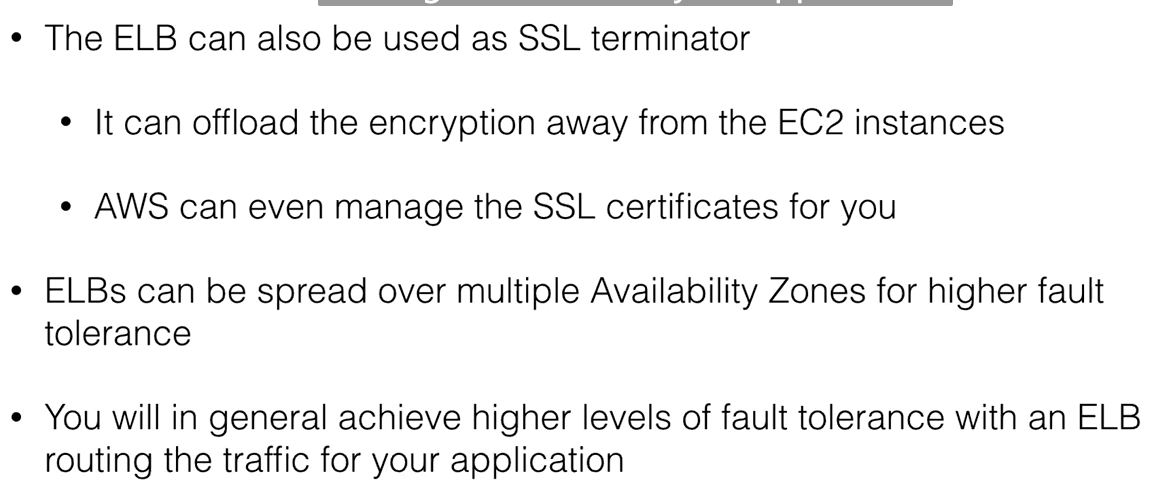 • The ELB can also be used as SSL terminator
• It can offload the encryption away from the EC2 instances
• AWS can even manage the SSL certificates for you
• ELBs can be spread over multiple Availability Zones for higher fault
tolerance
• You will in general achieve higher levels of fault tolerance with an ELB
routing the traffic for your application